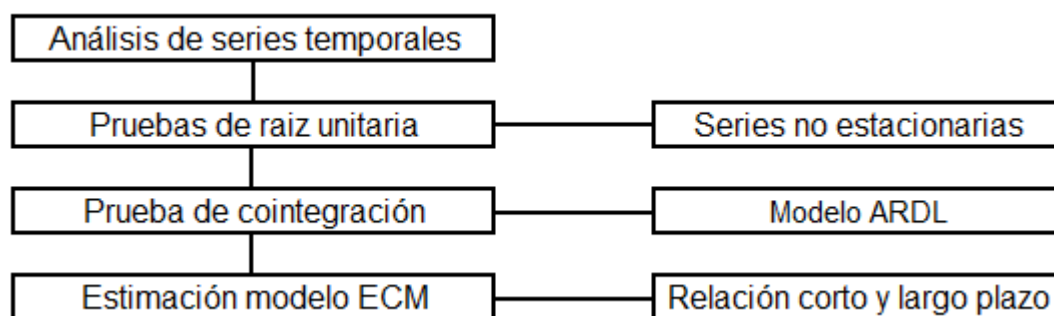 Análisis de series temporales
Pruebas de raiz unitaria
Series no estacionarias
Prueba de cointegración
Modelo ARDL
Estimación modelo ECM
Relación corto y largo plazo